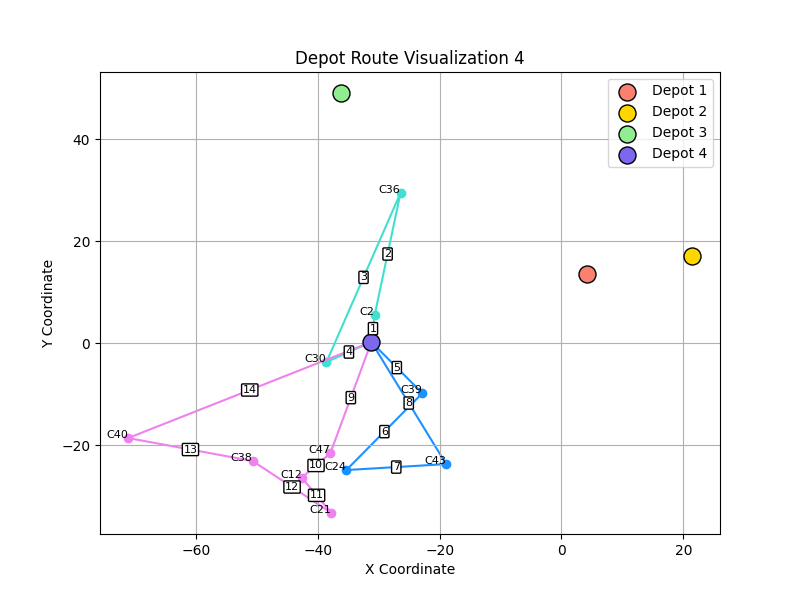 Depot Route Visualization 4
Depot 1
Depot 2
Depot 3
Depot 4
Y Coordinate
40
20
0
−20
C36
2
3
C2
1
C30
4
5
14
C39
9
8
C40
6
13
C47
C38
10
C24
7
C43
C12
12
11
C21
−60
−40
−20
0
20
X Coordinate